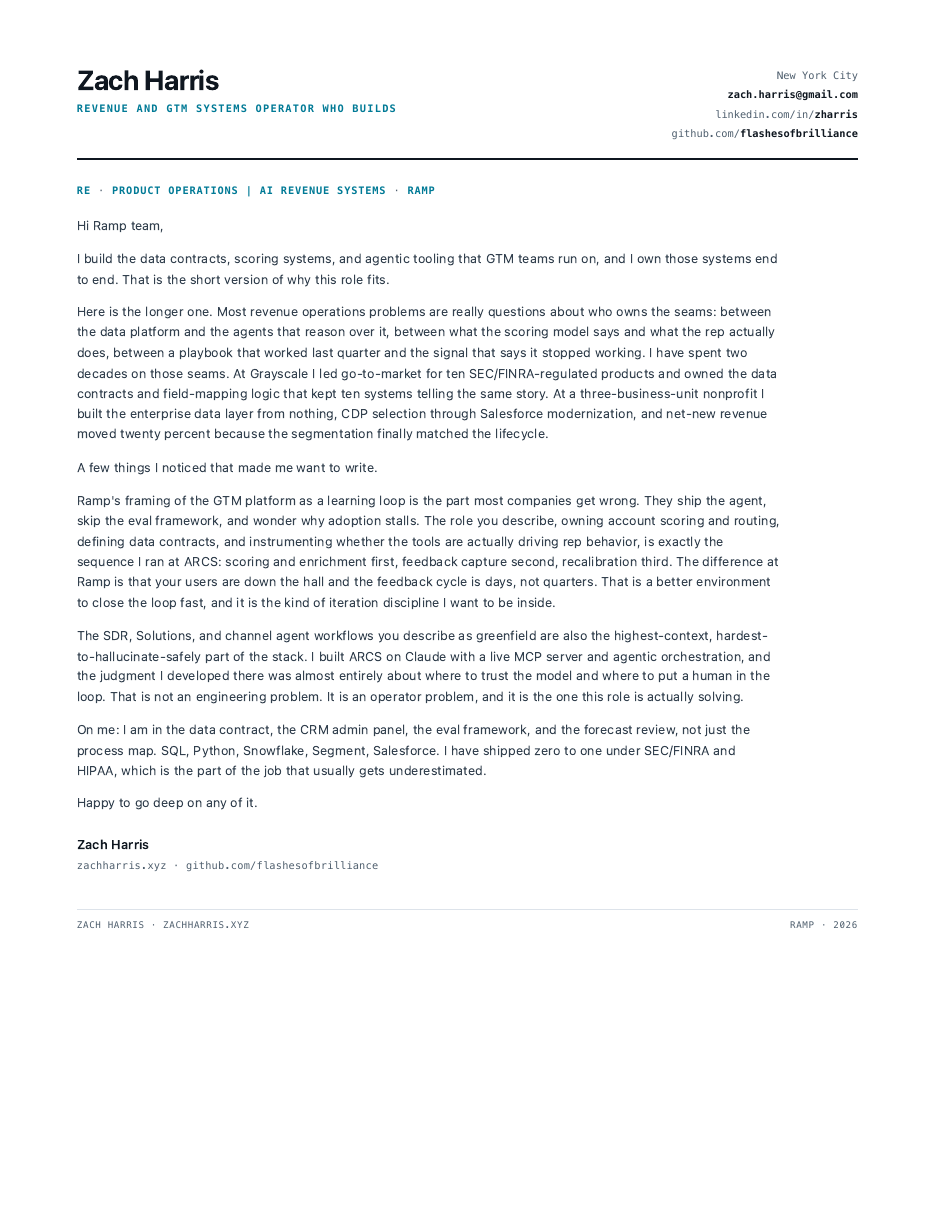 Zach Harris
REVENUE AND GTM SYSTEMS OPERATOR WHO BUILDS
New York City
zach.harris@gmail.com
linkedin.com/in/zharris
github.com/flashesofbrilliance
RE · PRODUCT OPERATIONS | AI REVENUE SYSTEMS · RAMP
Hi Ramp team,
I build the data contracts, scoring systems, and agentic tooling that GTM teams run on, and I own those systems end
to end. That is the short version of why this role fits.
Here is the longer one. Most revenue operations problems are really questions about who owns the seams: between
the data platform and the agents that reason over it, between what the scoring model says and what the rep actually
does, between a playbook that worked last quarter and the signal that says it stopped working. I have spent two
decades on those seams. At Grayscale I led go-to-market for ten SEC/FINRA-regulated products and owned the data
contracts and field-mapping logic that kept ten systems telling the same story. At a three-business-unit nonprofit I
built the enterprise data layer from nothing, CDP selection through Salesforce modernization, and net-new revenue
moved twenty percent because the segmentation finally matched the lifecycle.
A few things I noticed that made me want to write.
Ramp's framing of the GTM platform as a learning loop is the part most companies get wrong. They ship the agent,
skip the eval framework, and wonder why adoption stalls. The role you describe, owning account scoring and routing,
defining data contracts, and instrumenting whether the tools are actually driving rep behavior, is exactly the
sequence I ran at ARCS: scoring and enrichment first, feedback capture second, recalibration third. The difference at
Ramp is that your users are down the hall and the feedback cycle is days, not quarters. That is a better environment
to close the loop fast, and it is the kind of iteration discipline I want to be inside.
The SDR, Solutions, and channel agent workflows you describe as greenfield are also the highest-context, hardest-
to-hallucinate-safely part of the stack. I built ARCS on Claude with a live MCP server and agentic orchestration, and
the judgment I developed there was almost entirely about where to trust the model and where to put a human in the
loop. That is not an engineering problem. It is an operator problem, and it is the one this role is actually solving.
On me: I am in the data contract, the CRM admin panel, the eval framework, and the forecast review, not just the
process map. SQL, Python, Snowflake, Segment, Salesforce. I have shipped zero to one under SEC/FINRA and
HIPAA, which is the part of the job that usually gets underestimated.
Happy to go deep on any of it.
Zach Harris
zachharris.xyz · github.com/flashesofbrilliance
ZACH HARRIS · ZACHHARRIS.XYZ
RAMP · 2026